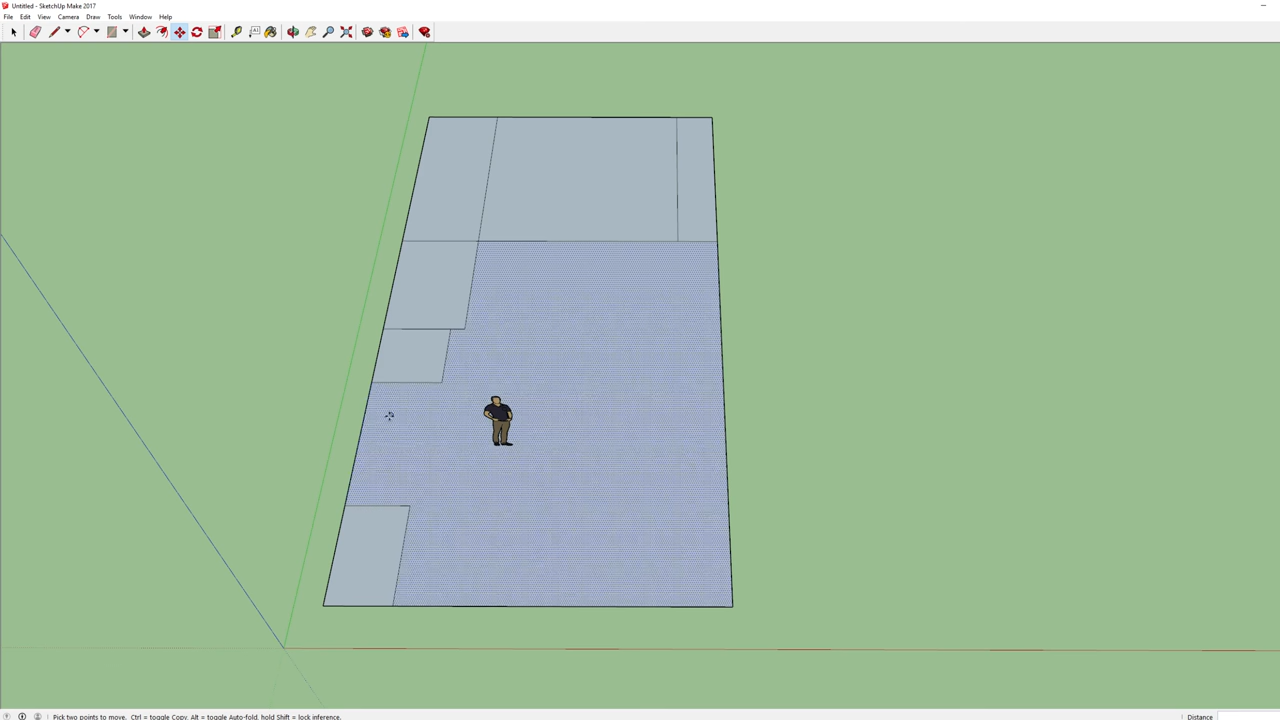 Untitled - SketchUp Make 2017
File Edit View Camera Draw Tools Window Help
A1
Pick two points to move. Ctrl = toggle Copy, Alt = toggle Auto-fold, hold Shift = lock inference.
Distance